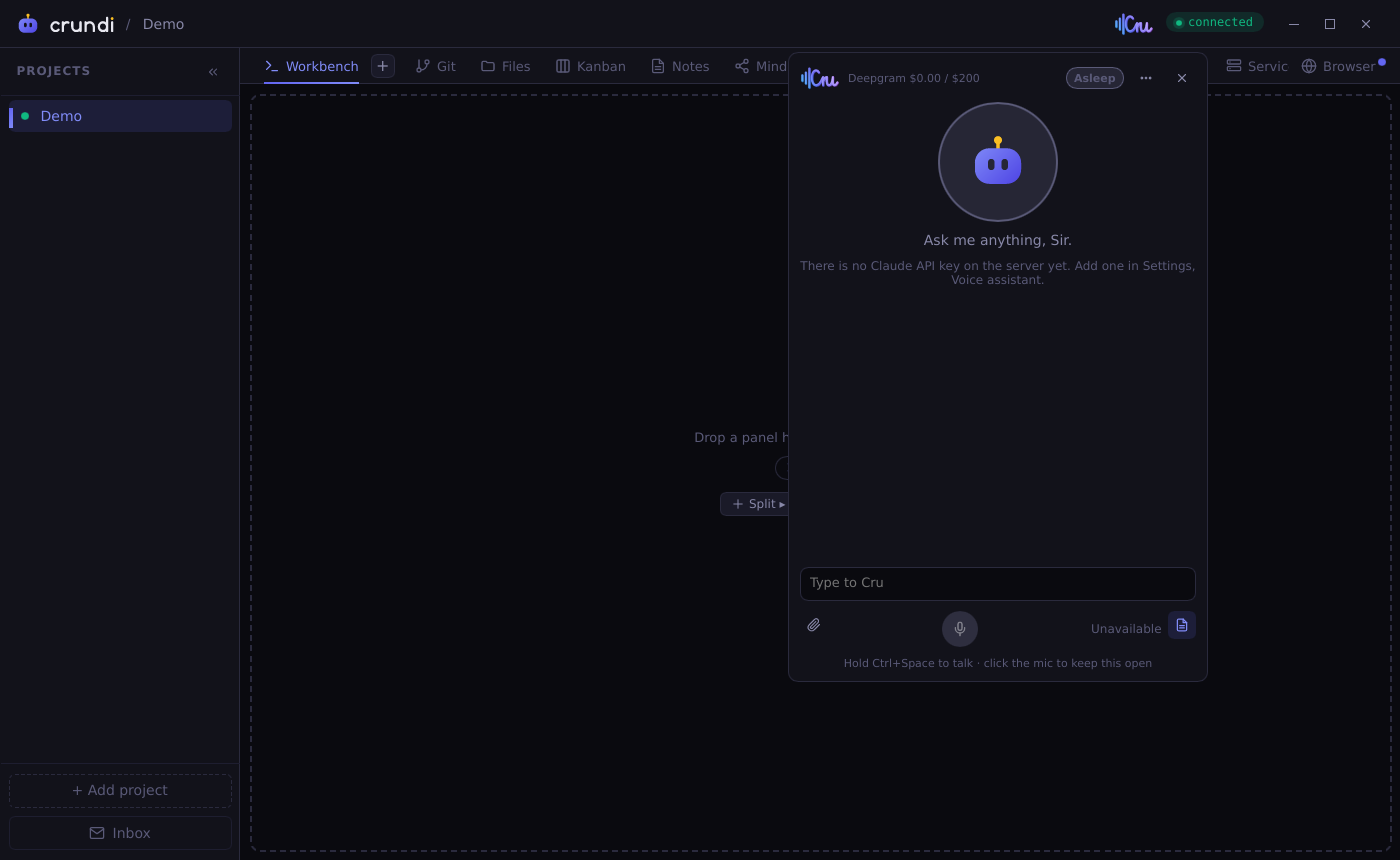 crundi / Demo
Cru
connected
PROJECTS
Demo
+ Add project
Inbox
Workbench
Git
Files
Kanban
Notes
Mind
Servic
Browser
Drop a panel h
+ Split ▸
Cru Deepgram $0.00 / $200 Asleep
Ask me anything, Sir.
There is no Claude API key on the server yet. Add one in Settings,
Voice assistant.
Type to Cru
Unavailable
Hold Ctrl+Space to talk · click the mic to keep this open